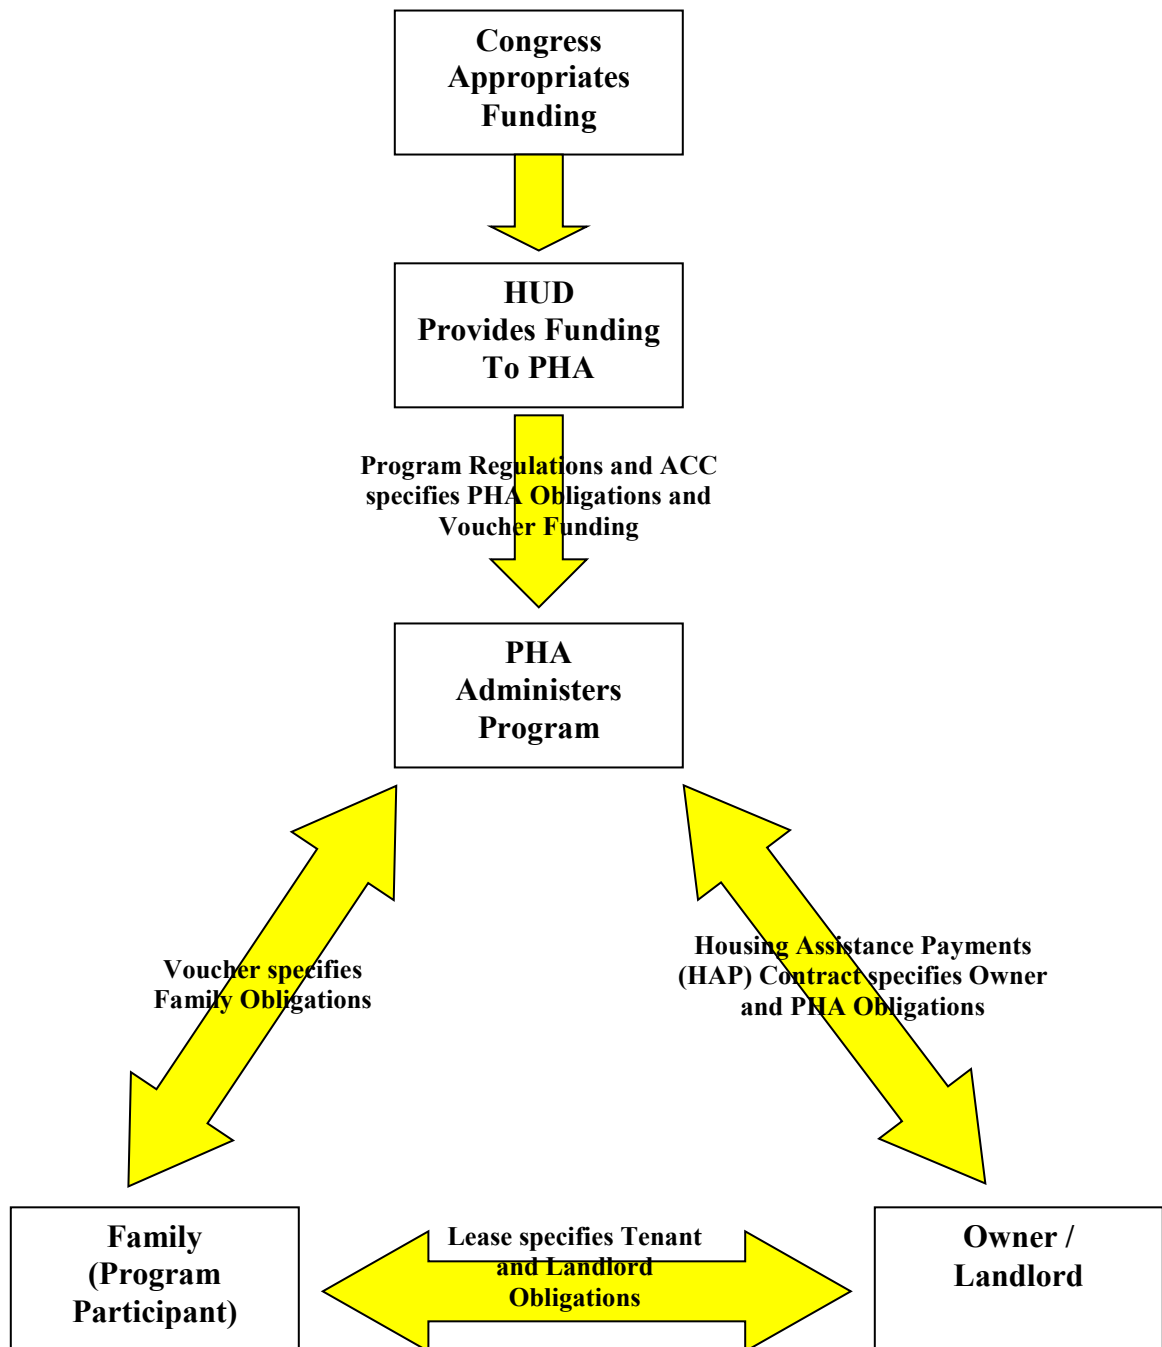 Congress
Appropriates
Funding
HUD
Provides Funding
To PHA
Program Regulations and ACC
specifies PHA Obligations and
Voucher Funding
PHA
Administers
Program
Voucher specifies
Family Obligations
Housing Assistance Payments
(HAP) Contract specifies Owner
and PHA Obligations
Family
(Program
Participant)
Lease specifies Tenant
and Landlord
Obligations
Owner /
Landlord